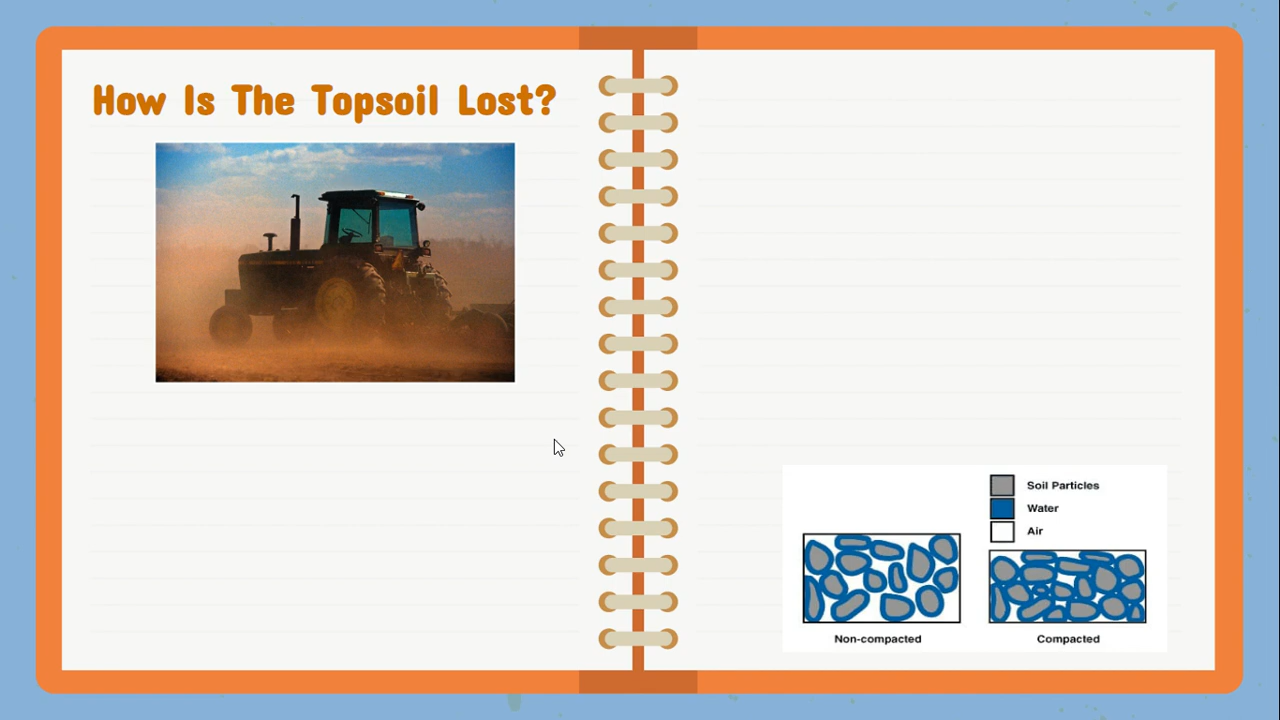 How Is The Topsoil Lost?
Soil Particles
Water
Air
Non-compacted
Compacted